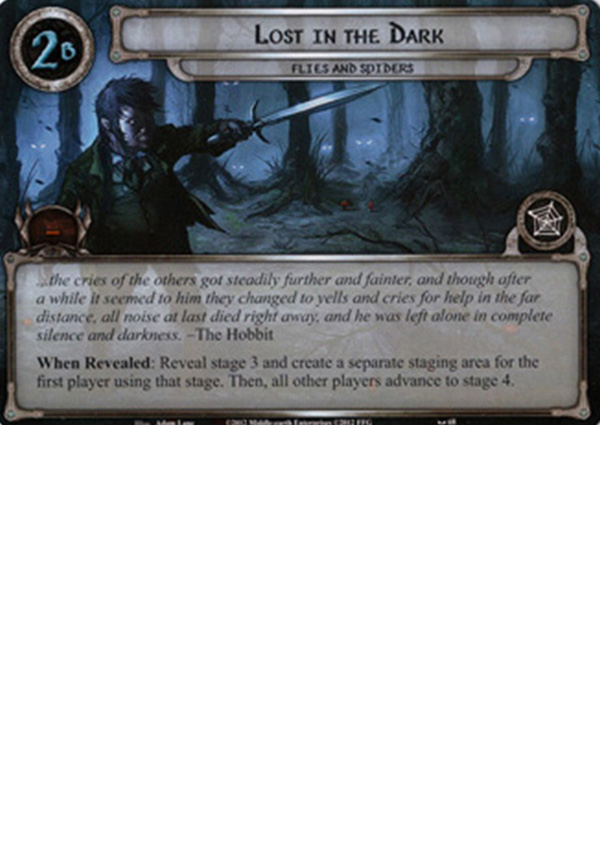 2B
LOST IN THE DARK
FLIES AND SPIDERS
...the cries of the others got steadily further and fainter, and though after
a while it seemed to him they changed to yells and cries for help in the far
distance, all noise at last died right away, and he was left alone in complete
silence and darkness. –The Hobbit
When Revealed: Reveal stage 3 and create a separate staging area for the
first player using that stage. Then, all other players advance to stage 4.
Adam Lane ©2012 Middle-earth Enterprises ©2012 FFG